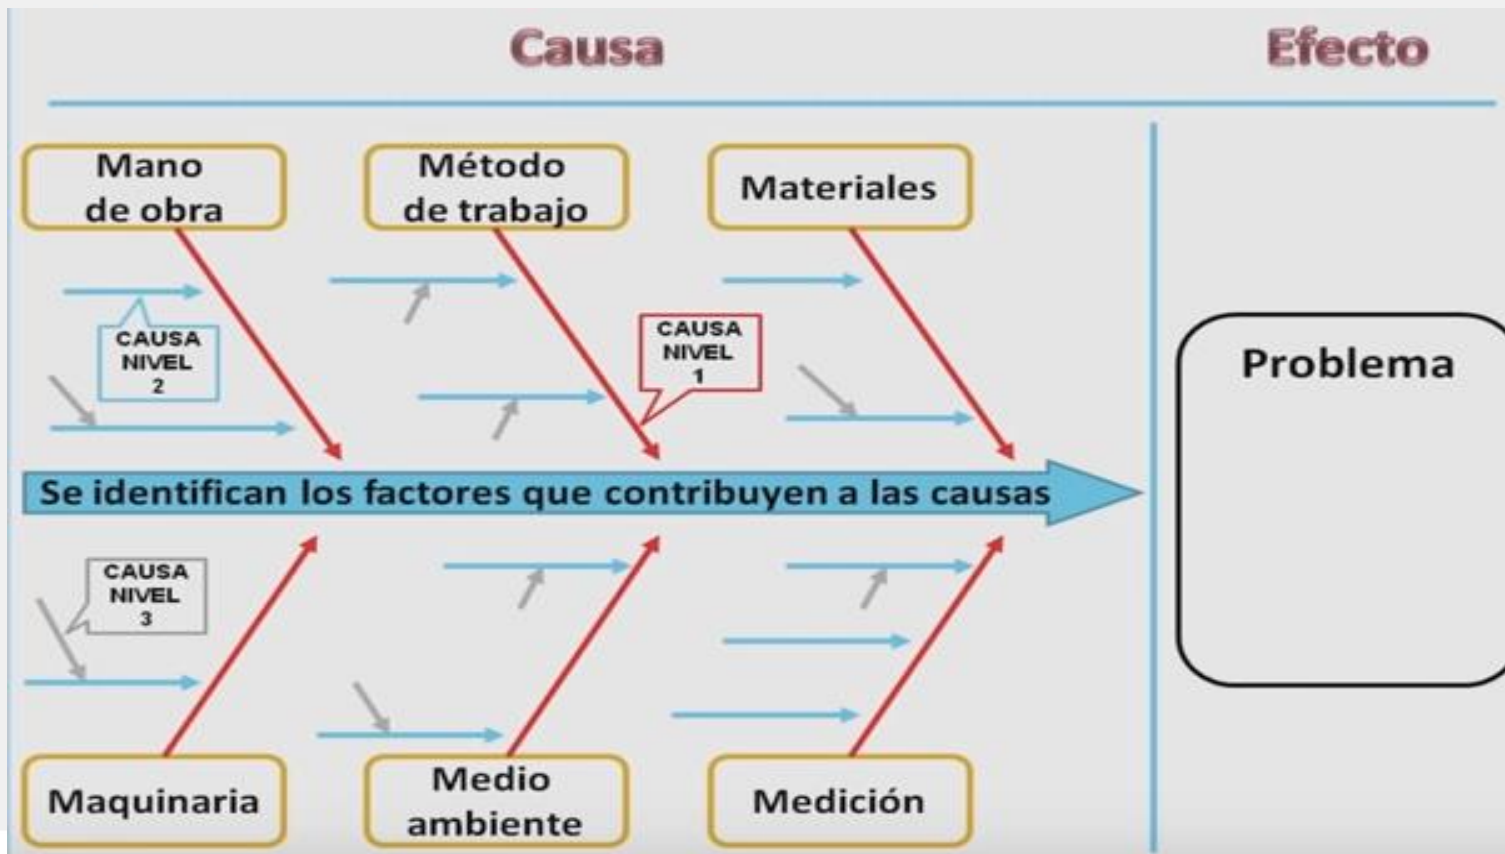 Causa
Efecto
Mano
de obra
Método
de trabajo
Materiales
CAUSA
NIVEL
2
CAUSA
NIVEL
1
Problema
Se identifican los factores que contribuyen a las causas
CAUSA
NIVEL
3
Maquinaria
Medio
ambiente
Medición